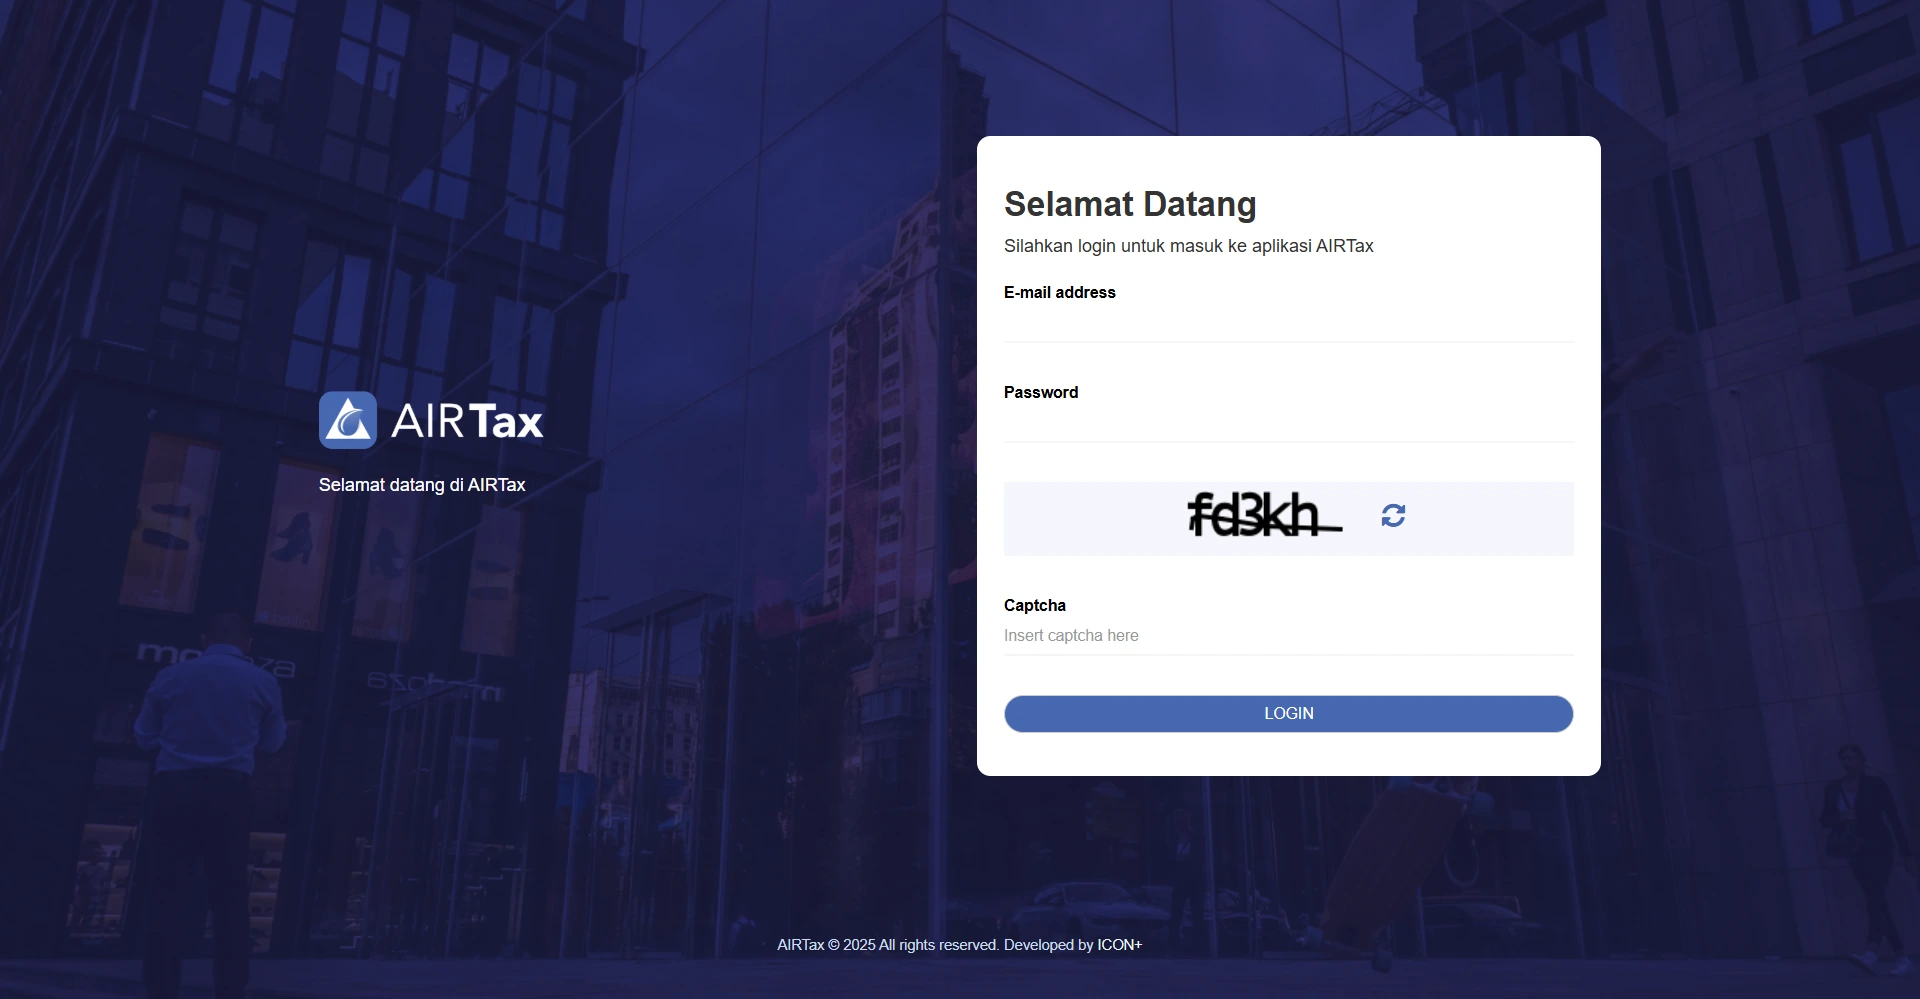 AIRTax
Selamat datang di AIRTax
Selamat Datang
Silahkan login untuk masuk ke aplikasi AIRTax
E-mail address
Password
fd3kh
Captcha
Insert captcha here
LOGIN
AIRTax © 2025 All rights reserved. Developed by ICON+